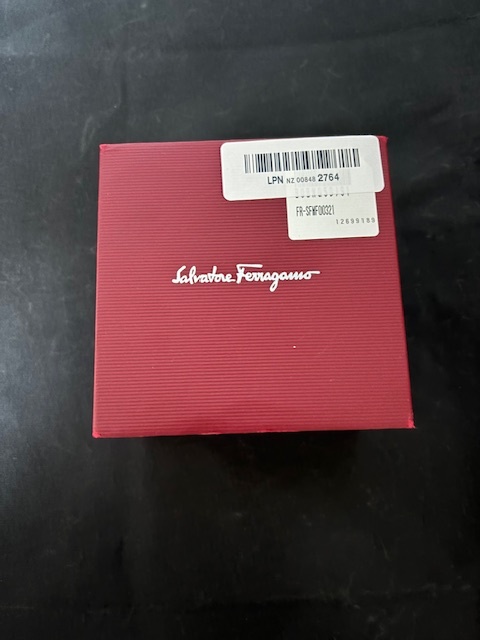 LPN NZ 00848 2764
FR-SFMF00321
12699189
Salvatore Ferragamo